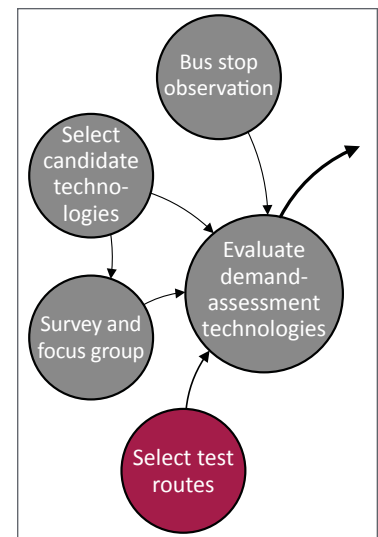 Bus stop
observation
Select
candidate
techno-
logies
Evaluate
demand-
assessment
technologies
Survey and
focus group
Select test
routes